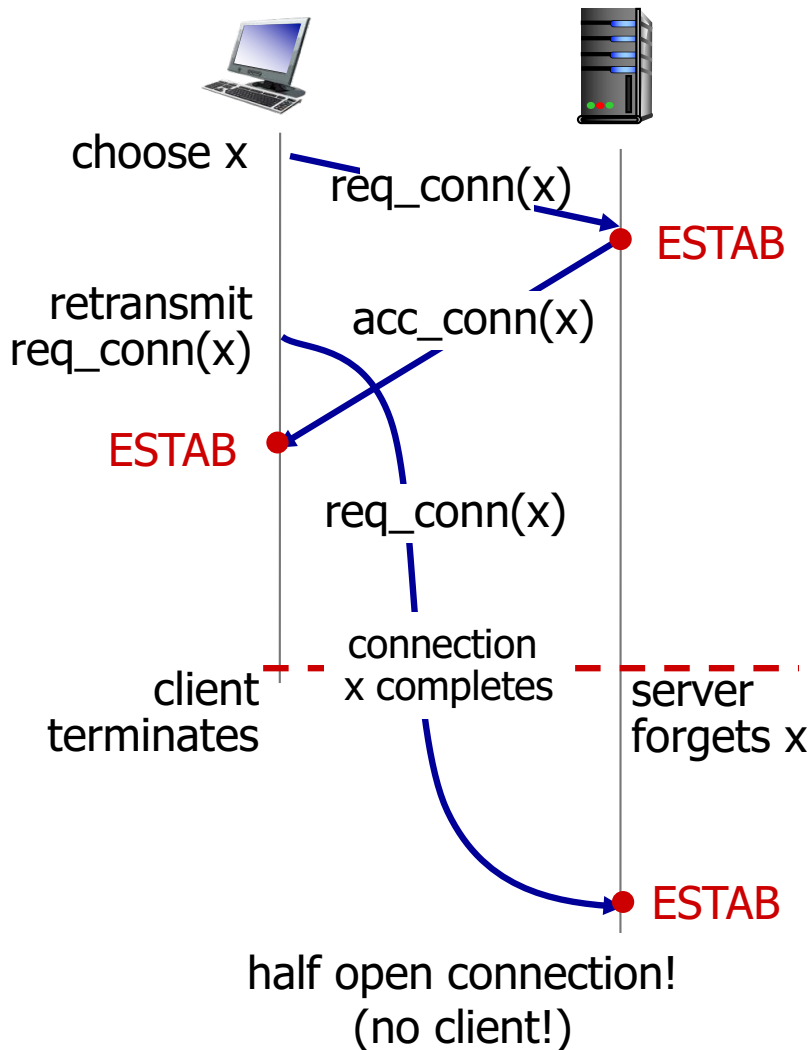 choose x
req_conn(x)
ESTAB
retransmit
req_conn(x)
acc_conn(x)
ESTAB
req_conn(x)
connection
x completes
client
terminates
server
forgets x
ESTAB
half open connection!
(no client!)